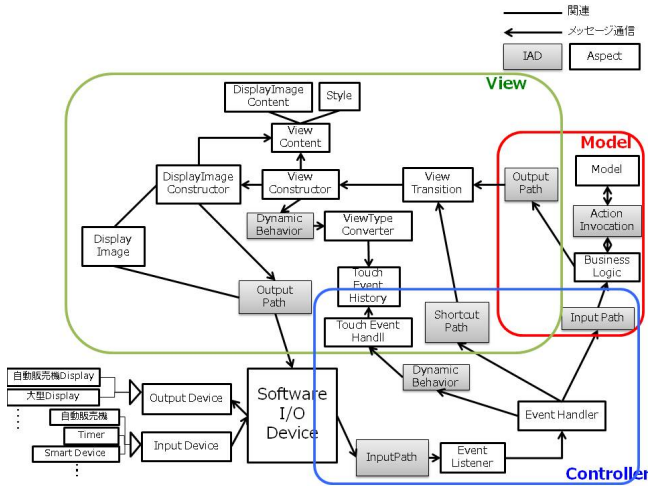 関連
メッセージ通信
IAD
Aspect
View
DisplayImage
Content
Style
View
Content
Model
Model
DisplayImage
Constructor
View
Constructor
View
Transition
Output
Path
Action
Invocation
Dynamic
Behavior
ViewType
Converter
Display
Image
Business
Logic
Touch
Event
History
Output
Path
Touch Event
Handll
Shortcut
Path
Input Path
自動販売機Display
大型Display
Output Device
Software
I/O
Device
Dynamic
Behavior
自動販売機
Timer
Smart Device
Input Device
Event Handler
InputPath
Event
Listener
Controller